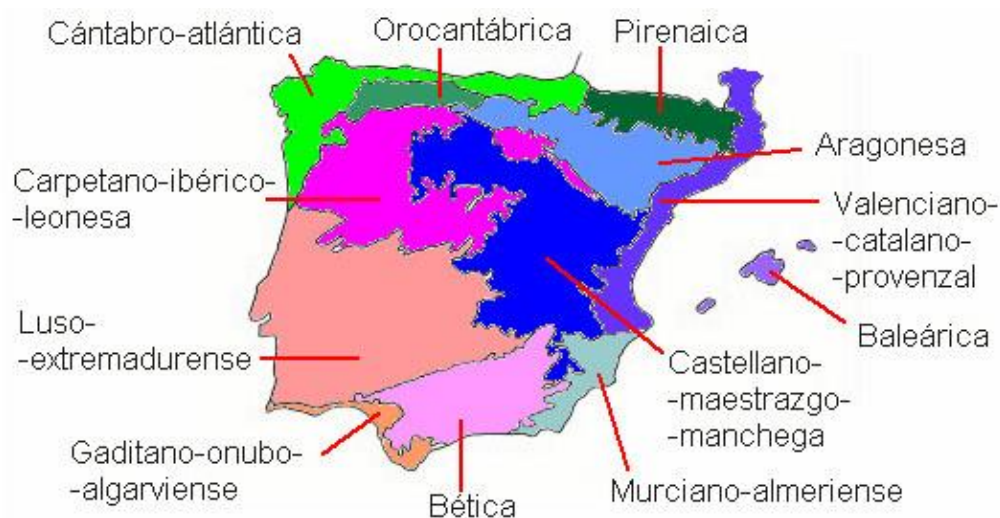 Cántabro-atlántica
Orocantábrica
Pirenaica
Aragonesa
Carpetano-ibérico-
-leonesa
Valenciano-
-catalano-
-provenzal
Luso-
-extremadurense
Baleárica
Castellano-
-maestrazgo-
-manchega
Gaditano-onubo-
-algarviense
Bética
Murciano-almeriense